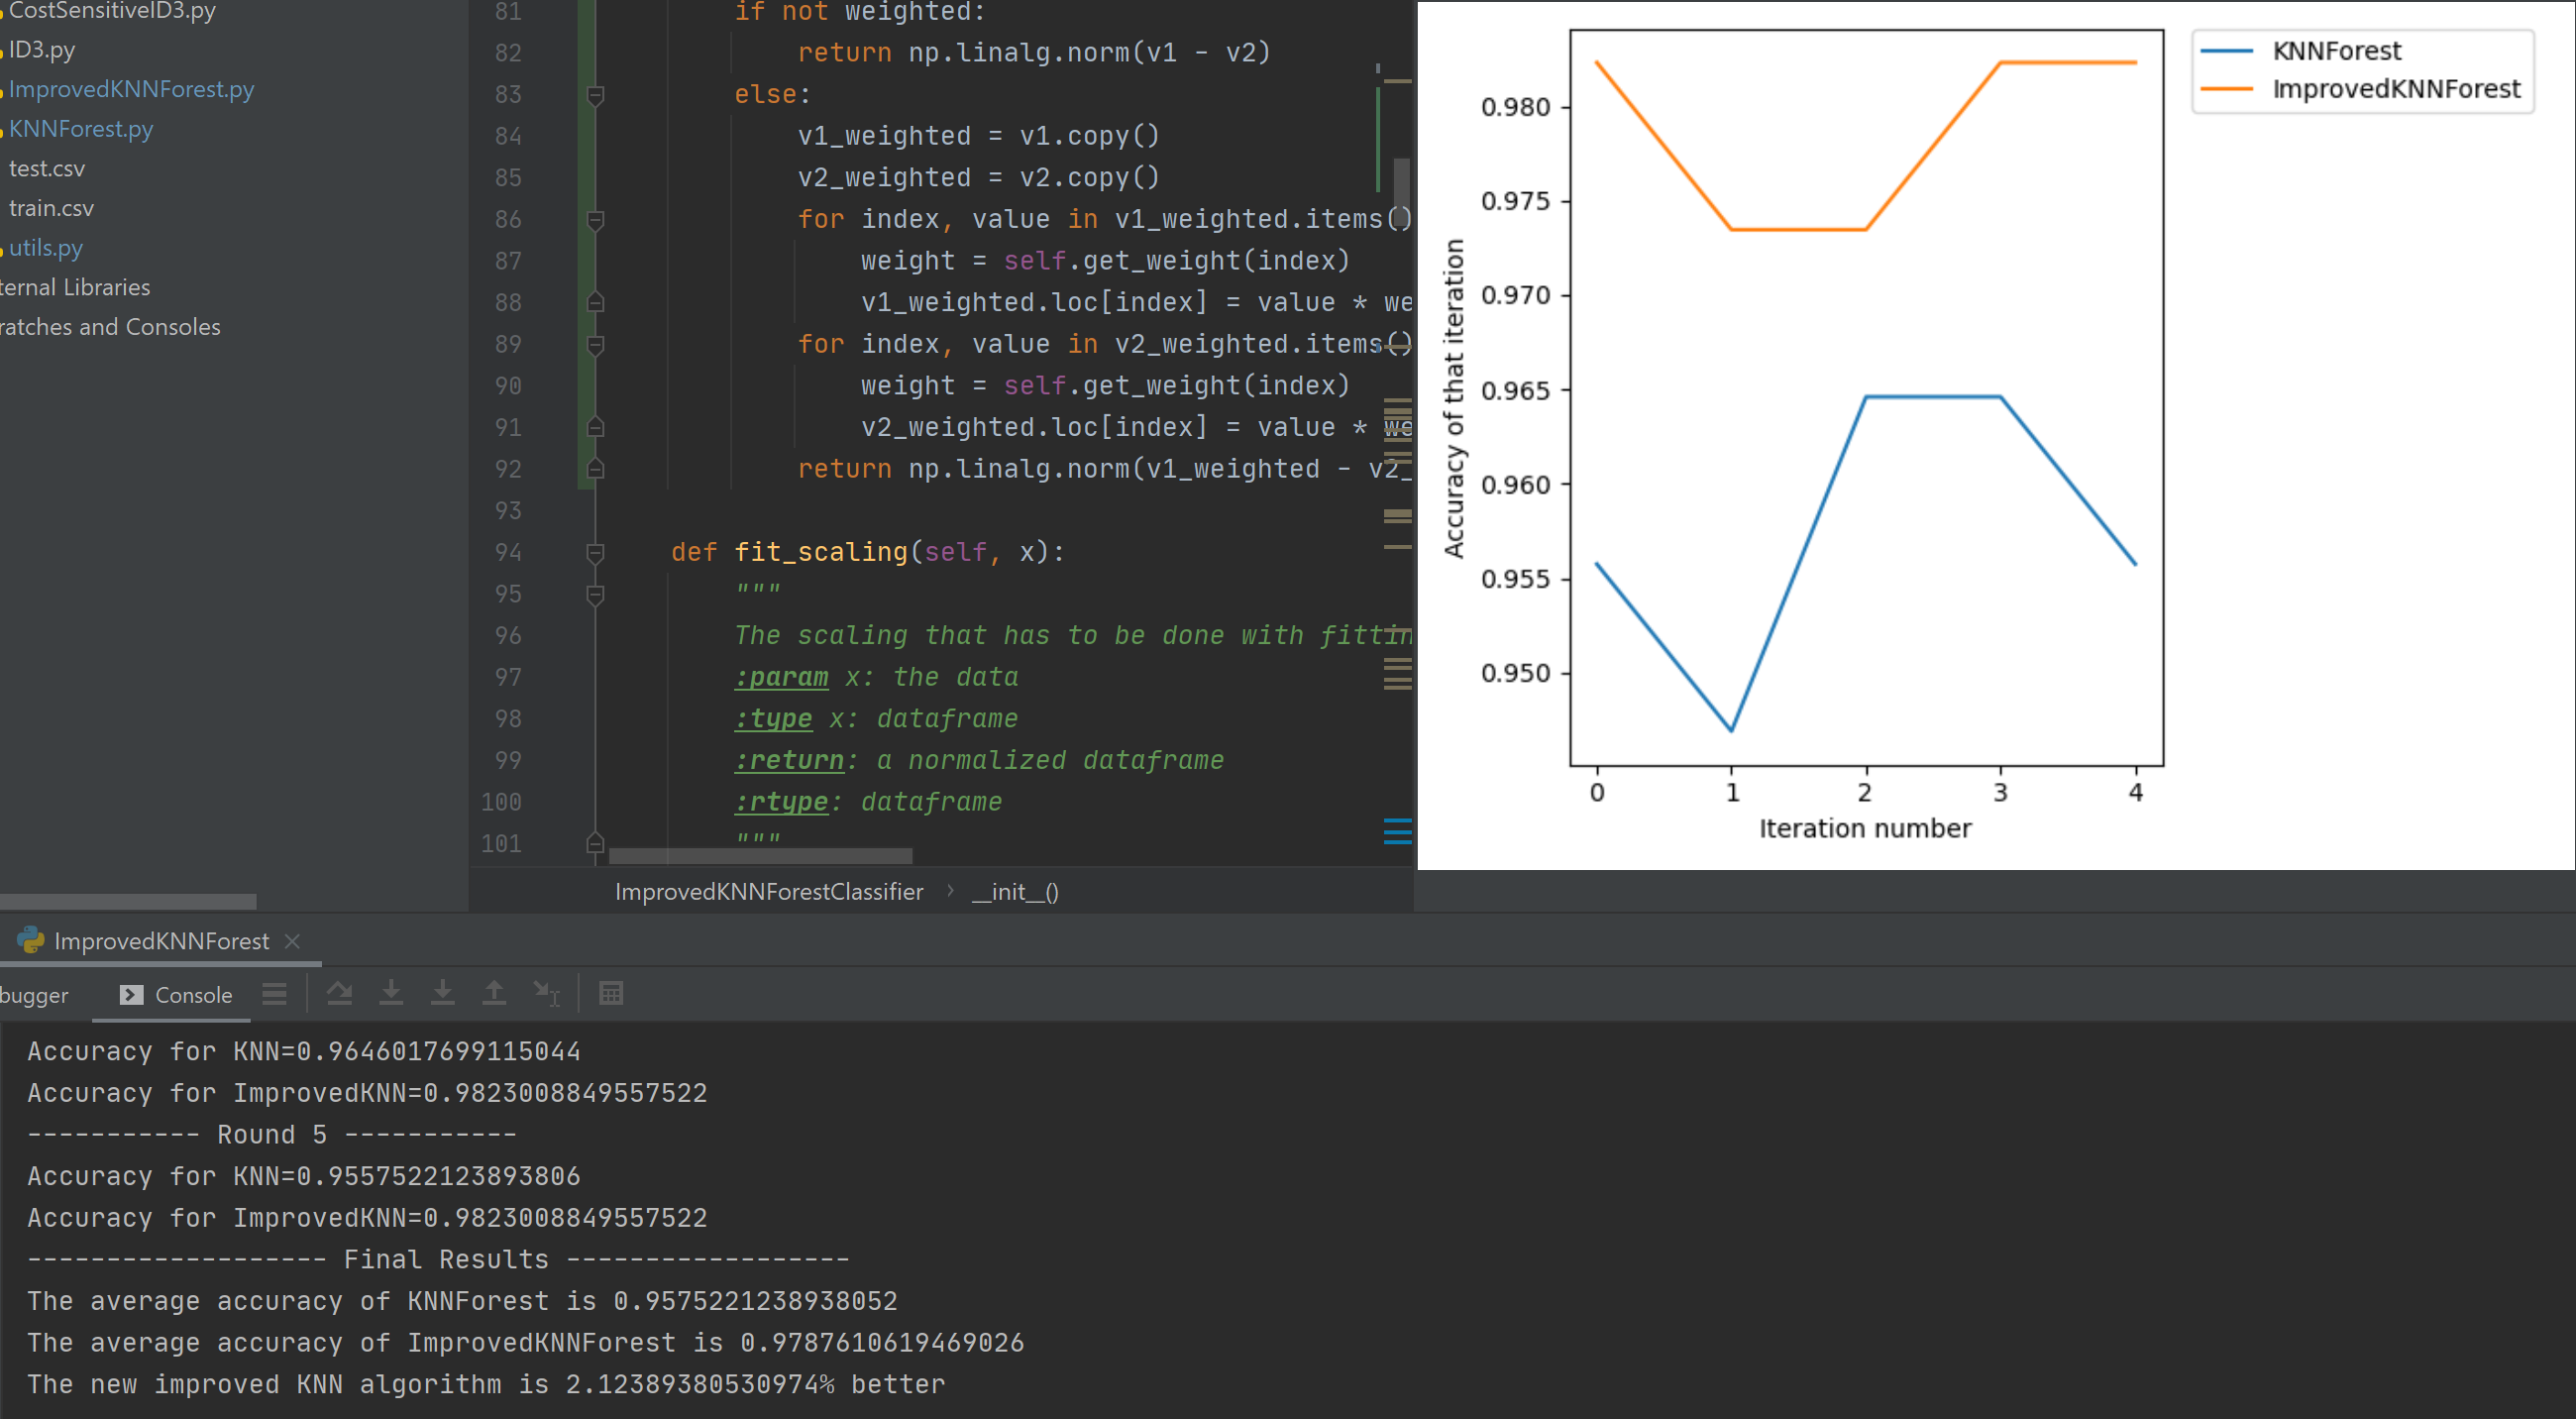 CostSensitiveID3.py
ID3.py
ImprovedKNNForest.py
KNNForest.py
test.csv
train.csv
utils.py
ternal Libraries
ratches and Consoles
81 if not weighted:
82 return np.linalg.norm(v1 - v2)
83 else:
84 v1_weighted = v1.copy()
85 v2_weighted = v2.copy()
86 for index, value in v1_weighted.items()
87 weight = self.get_weight(index)
88 v1_weighted.loc[index] = value * we
89 for index, value in v2_weighted.items()
90 weight = self.get_weight(index)
91 v2_weighted.loc[index] = value * we
92 return np.linalg.norm(v1_weighted - v2_
93
94 def fit_scaling(self, x):
95 """
96 The scaling that has to be done with fittin
97 :param x: the data
98 :type x: dataframe
99 :return: a normalized dataframe
100 :rtype: dataframe
101 """
ImprovedKNNForestClassifier › __init__()
KNNForest
ImprovedKNNForest
Accuracy of that iteration
0.980
0.975
0.970
0.965
0.960
0.955
0.950
0 1 2 3 4
Iteration number
ImprovedKNNForest
bugger Console
Accuracy for KNN=0.9646017699115044
Accuracy for ImprovedKNN=0.9823008849557522
----------- Round 5 -----------
Accuracy for KNN=0.9557522123893806
Accuracy for ImprovedKNN=0.9823008849557522
------------------- Final Results ------------------
The average accuracy of KNNForest is 0.9575221238938052
The average accuracy of ImprovedKNNForest is 0.9787610619469026
The new improved KNN algorithm is 2.12389380530974% better